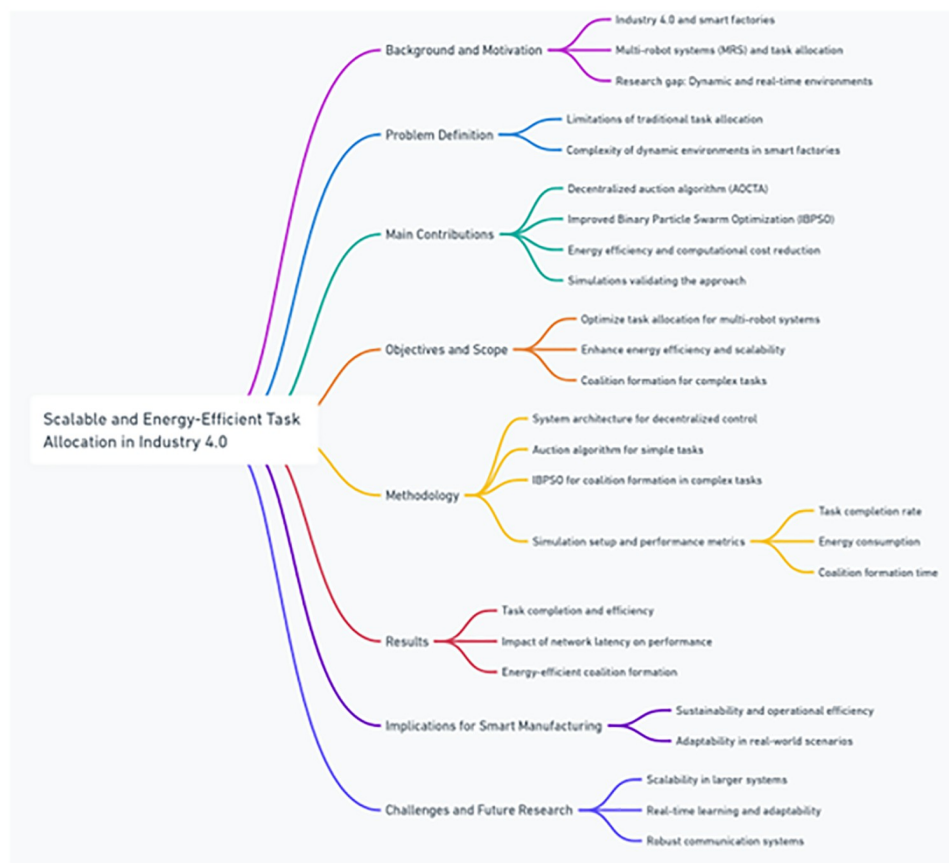 Scalable and Energy-Efficient Task
Allocation in Industry 4.0
Background and Motivation
Industry 4.0 and smart factories
Multi-robot systems (MRS) and task allocation
Research gap: Dynamic and real-time environments
Problem Definition
Limitations of traditional task allocation
Complexity of dynamic environments in smart factories
Main Contributions
Decentralized auction algorithm (AOCTA)
Improved Binary Particle Swarm Optimization (IBPSO)
Energy efficiency and computational cost reduction
Simulations validating the approach
Objectives and Scope
Optimize task allocation for multi-robot systems
Enhance energy efficiency and scalability
Coalition formation for complex tasks
Methodology
System architecture for decentralized control
Auction algorithm for simple tasks
IBPSO for coalition formation in complex tasks
Simulation setup and performance metrics
Task completion rate
Energy consumption
Coalition formation time
Results
Task completion and efficiency
Impact of network latency on performance
Energy-efficient coalition formation
Implications for Smart Manufacturing
Sustainability and operational efficiency
Adaptability in real-world scenarios
Challenges and Future Research
Scalability in larger systems
Real-time learning and adaptability
Robust communication systems